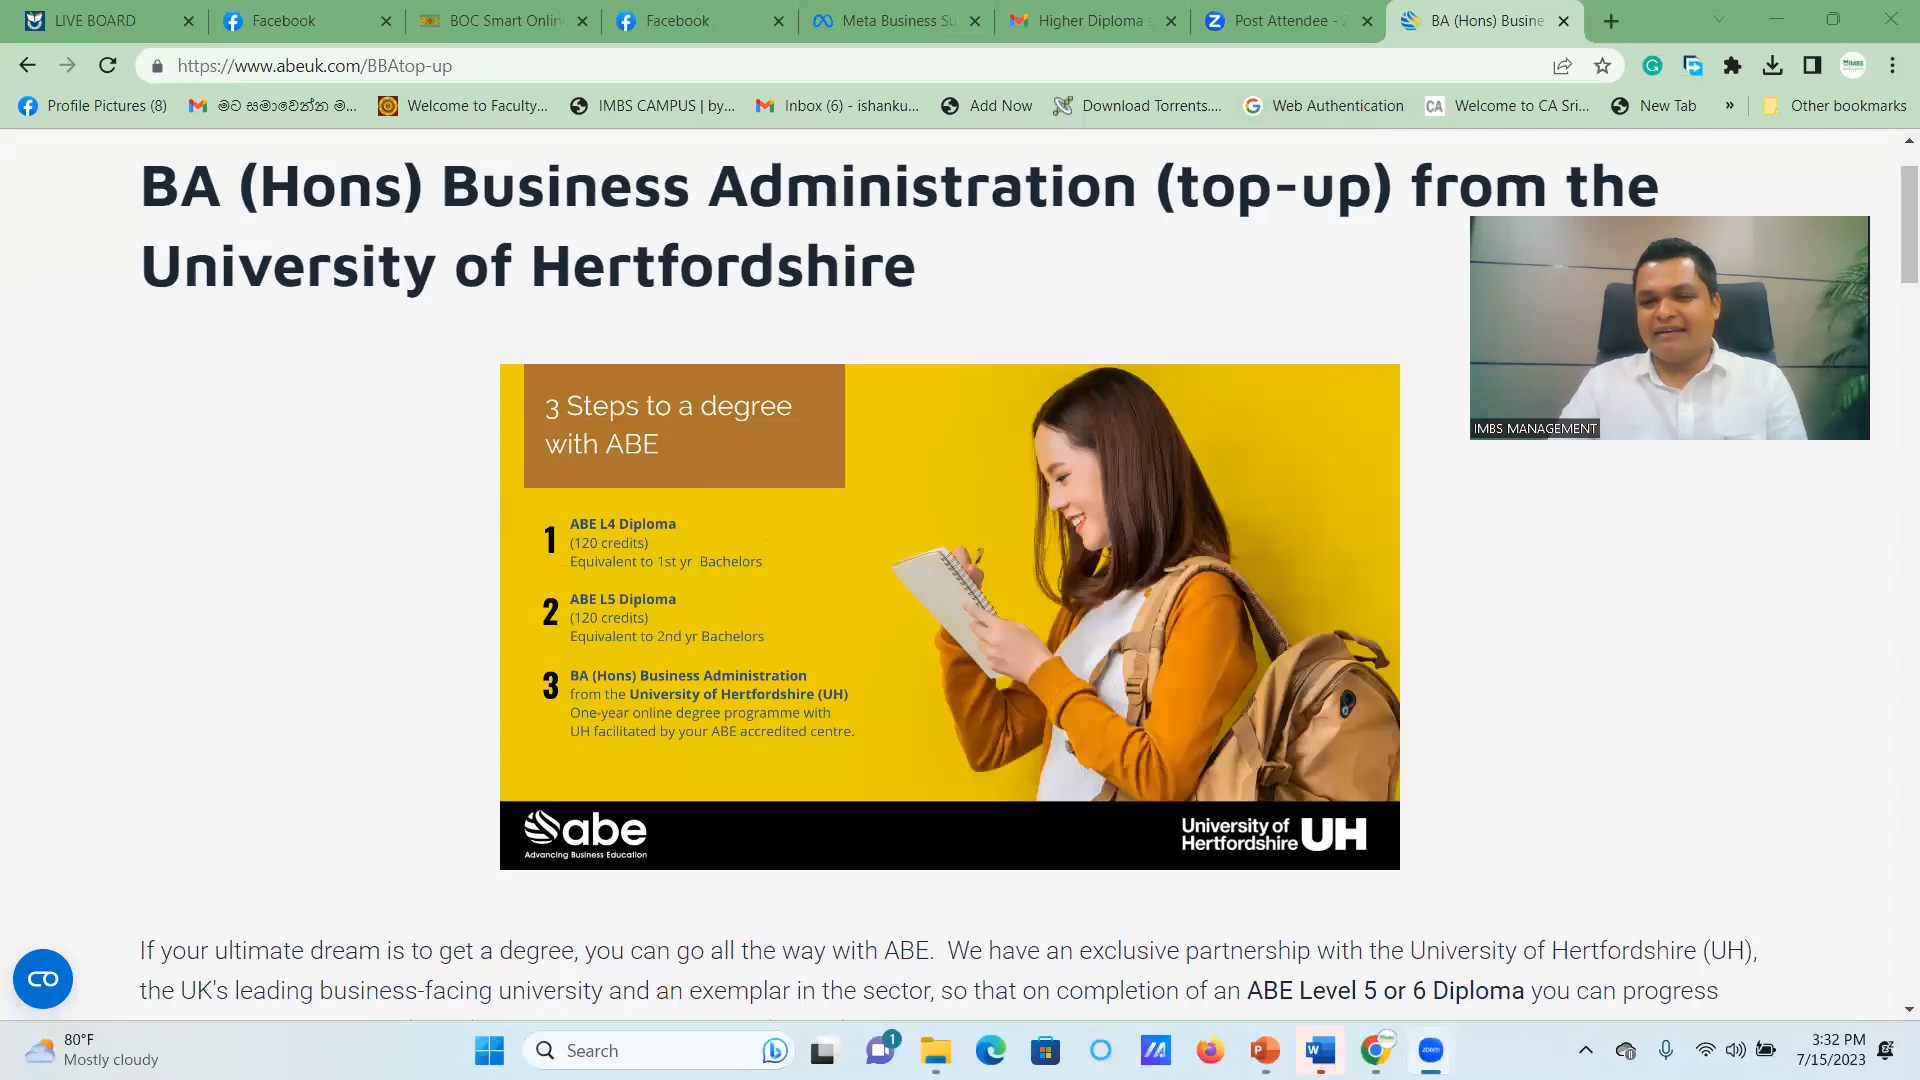 LIVE BOARD
Facebook
BOC Smart Onlin
Facebook
Meta Business Su
Higher Diploma s
Post Attendee - Z
BA (Hons) Busine
https://www.abeuk.com/BBAtop-up
Profile Pictures (8)
මට සමාවෙන්න ම...
Welcome to Faculty...
IMBS CAMPUS | by...
Inbox (6) - ishanku...
Add Now
Download Torrents....
Web Authentication
CA
Welcome to CA Sri...
New Tab
»
Other bookmarks
BA (Hons) Business Administration (top-up) from the
University of Hertfordshire
IMBS MANAGEMENT
3 Steps to a degree
with ABE
1
ABE L4 Diploma
(120 credits)
Equivalent to 1st yr Bachelors
2
ABE L5 Diploma
(120 credits)
Equivalent to 2nd yr Bachelors
3
BA (Hons) Business Administration
from the University of Hertfordshire (UH)
One-year online degree programme with
UH facilitated by your ABE accredited centre.
abe
Advancing Business Education
University of
Hertfordshire
UH
If your ultimate dream is to get a degree, you can go all the way with ABE. We have an exclusive partnership with the University of Hertfordshire (UH),
the UK's leading business-facing university and an exemplar in the sector, so that on completion of an ABE Level 5 or 6 Diploma you can progress
80°F
Mostly cloudy
Search
1
zoom
3:32 PM
7/15/2023